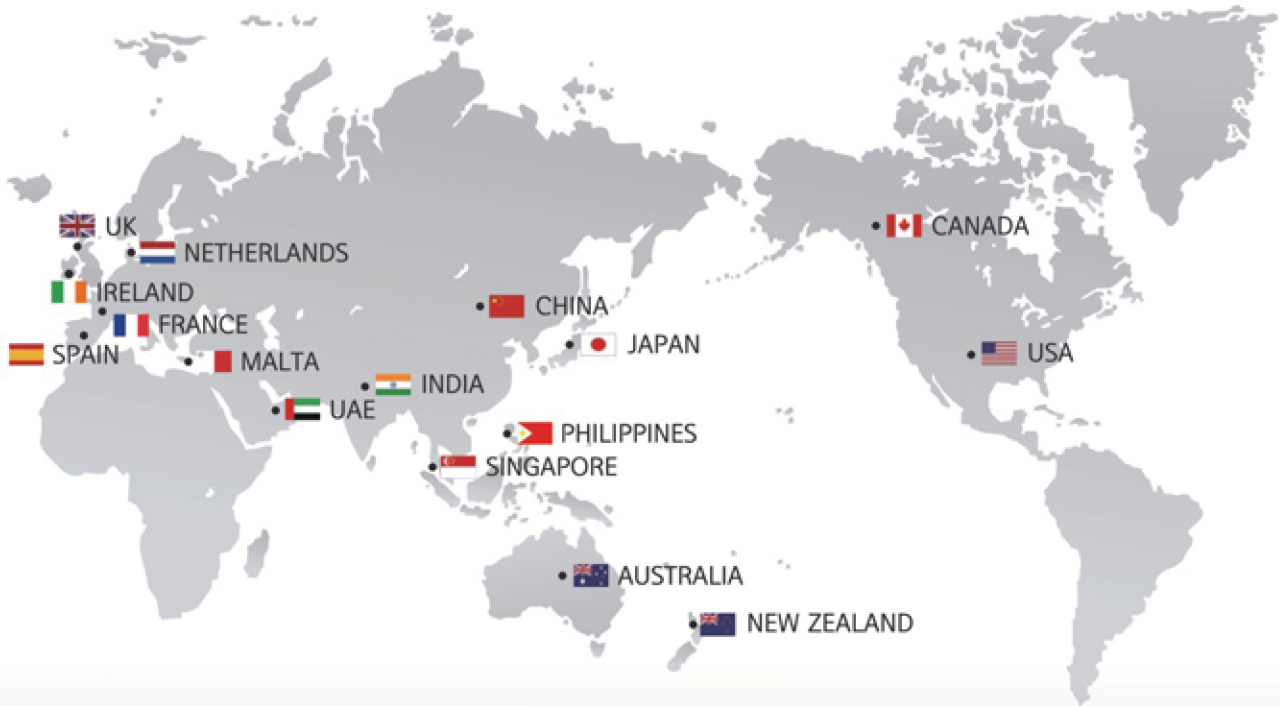 UK
NETHERLANDS
CANADA
IRELAND
CHINA
FRANCE
JAPAN
SPAIN
MALTA
USA
INDIA
UAE
PHILIPPINES
SINGAPORE
AUSTRALIA
NEW ZEALAND